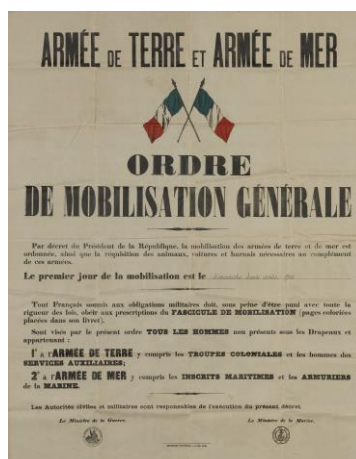 ARMÉE DE TERRE ET ARMÉE DE MER
ORDRE
DE MOBILISATION GÉNÉRALE
Par décret du Président de la République, la mobilisation des armées de terre et de mer est
ordonnée, ainsi que la réquisition des animaux, voitures et harnais nécessaires au complément
de ces armées.
Le premier jour de la mobilisation est le
Tout Français soumis aux obligations militaires doit, sous peine d'être puni avec toute la
rigueur des lois, obéir aux prescriptions du FASCICULE DE MOBILISATION (pages coloriées
placées dans son livret).
Sont visés par le présent ordre TOUS LES HOMMES non présents sous les Drapeaux et
appartenant :
1° à l'ARMÉE DE TERRE y compris les TROUPES COLONIALES et les hommes des
SERVICES AUXILIAIRES;
2° à l'ARMÉE DE MER y compris les INSCRITS MARITIMES et les ARMURIERS
de la MARINE.
Les Autorités civiles et militaires sont responsables de l'exécution du présent décret.
Le Ministre de la Guerre, Le Ministre de la Marine,